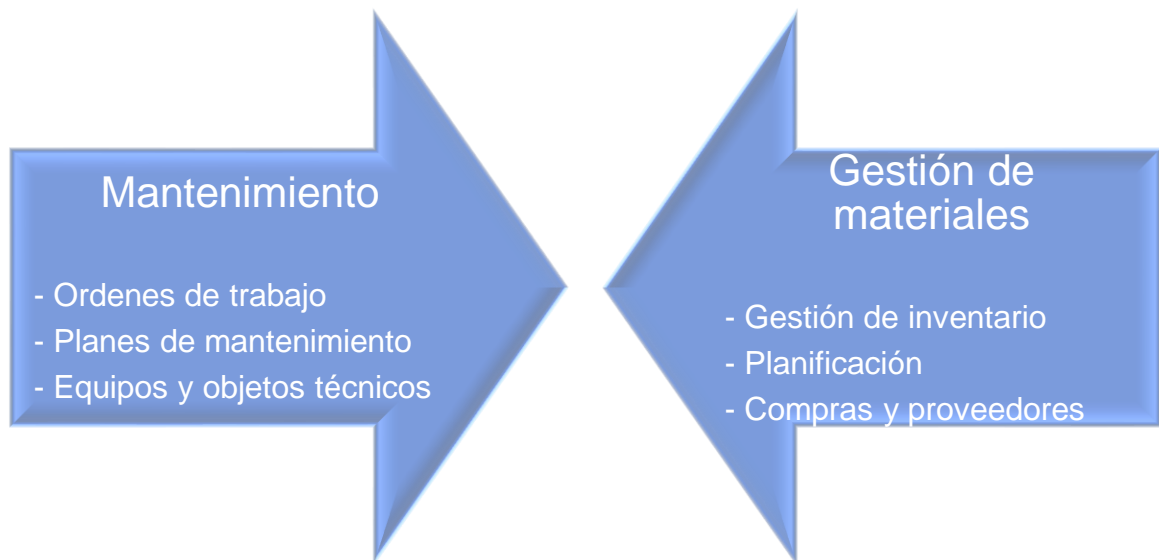 Mantenimiento
- Ordenes de trabajo
- Planes de mantenimiento
- Equipos y objetos técnicos
Gestión de
materiales
- Gestión de inventario
- Planificación
- Compras y proveedores